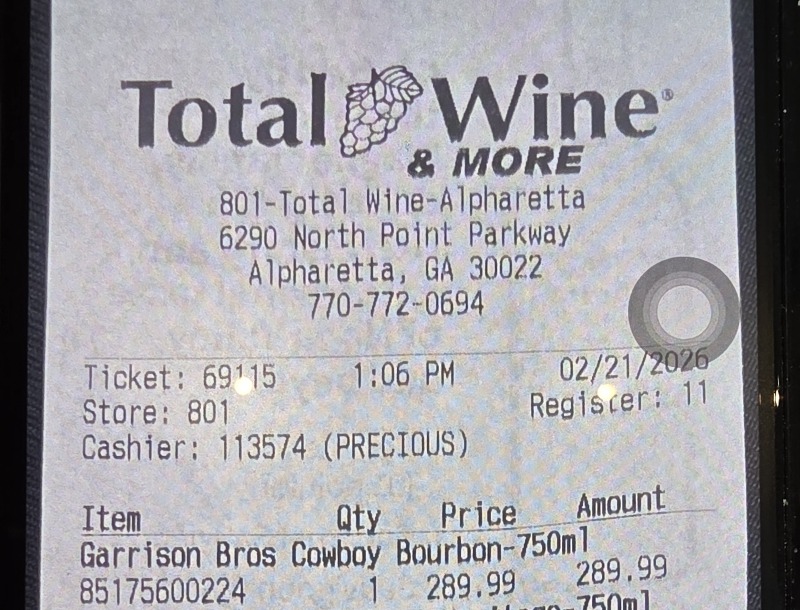 Total Wine®
& MORE
801-Total Wine-Alpharetta
6290 North Point Parkway
Alpharetta, GA 30022
770-772-0694
Ticket: 69115 1:06 PM 02/21/2026
Store: 801 Register: 11
Cashier: 113574 (PRECIOUS)
Item Qty Price Amount
Garrison Bros Cowboy Bourbon-750ml
85175600224 1 289.99 289.99
-750ml